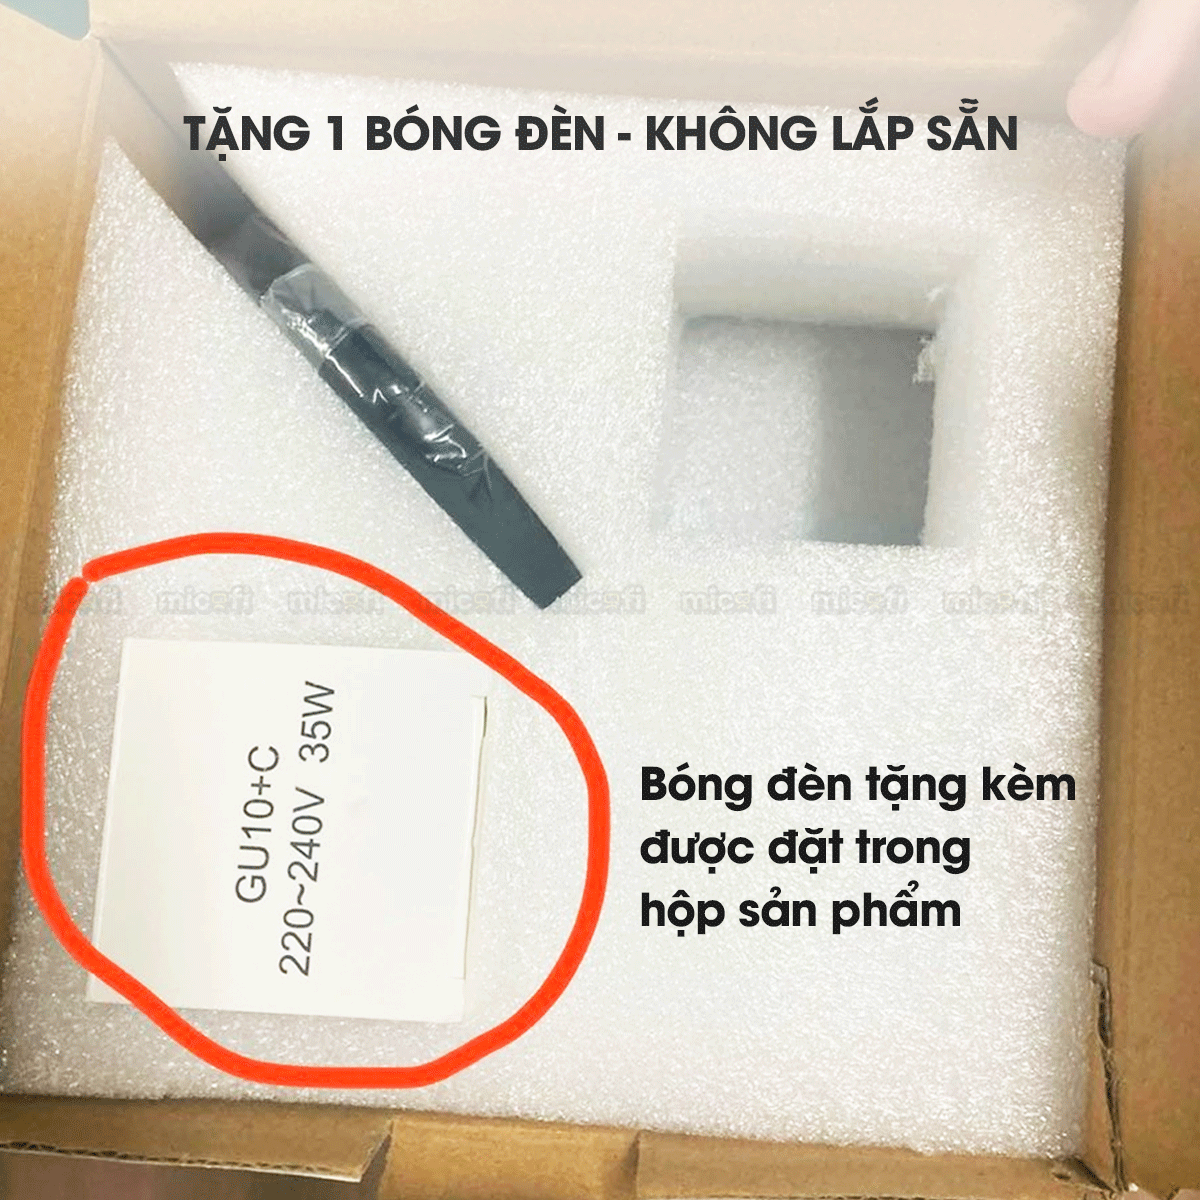 TẶNG 1 BÓNG ĐÈN - KHÔNG LẮP SẴN
GU10+C
220~240V 35W
Bóng đèn tặng kèm
được đặt trong
hộp sản phẩm